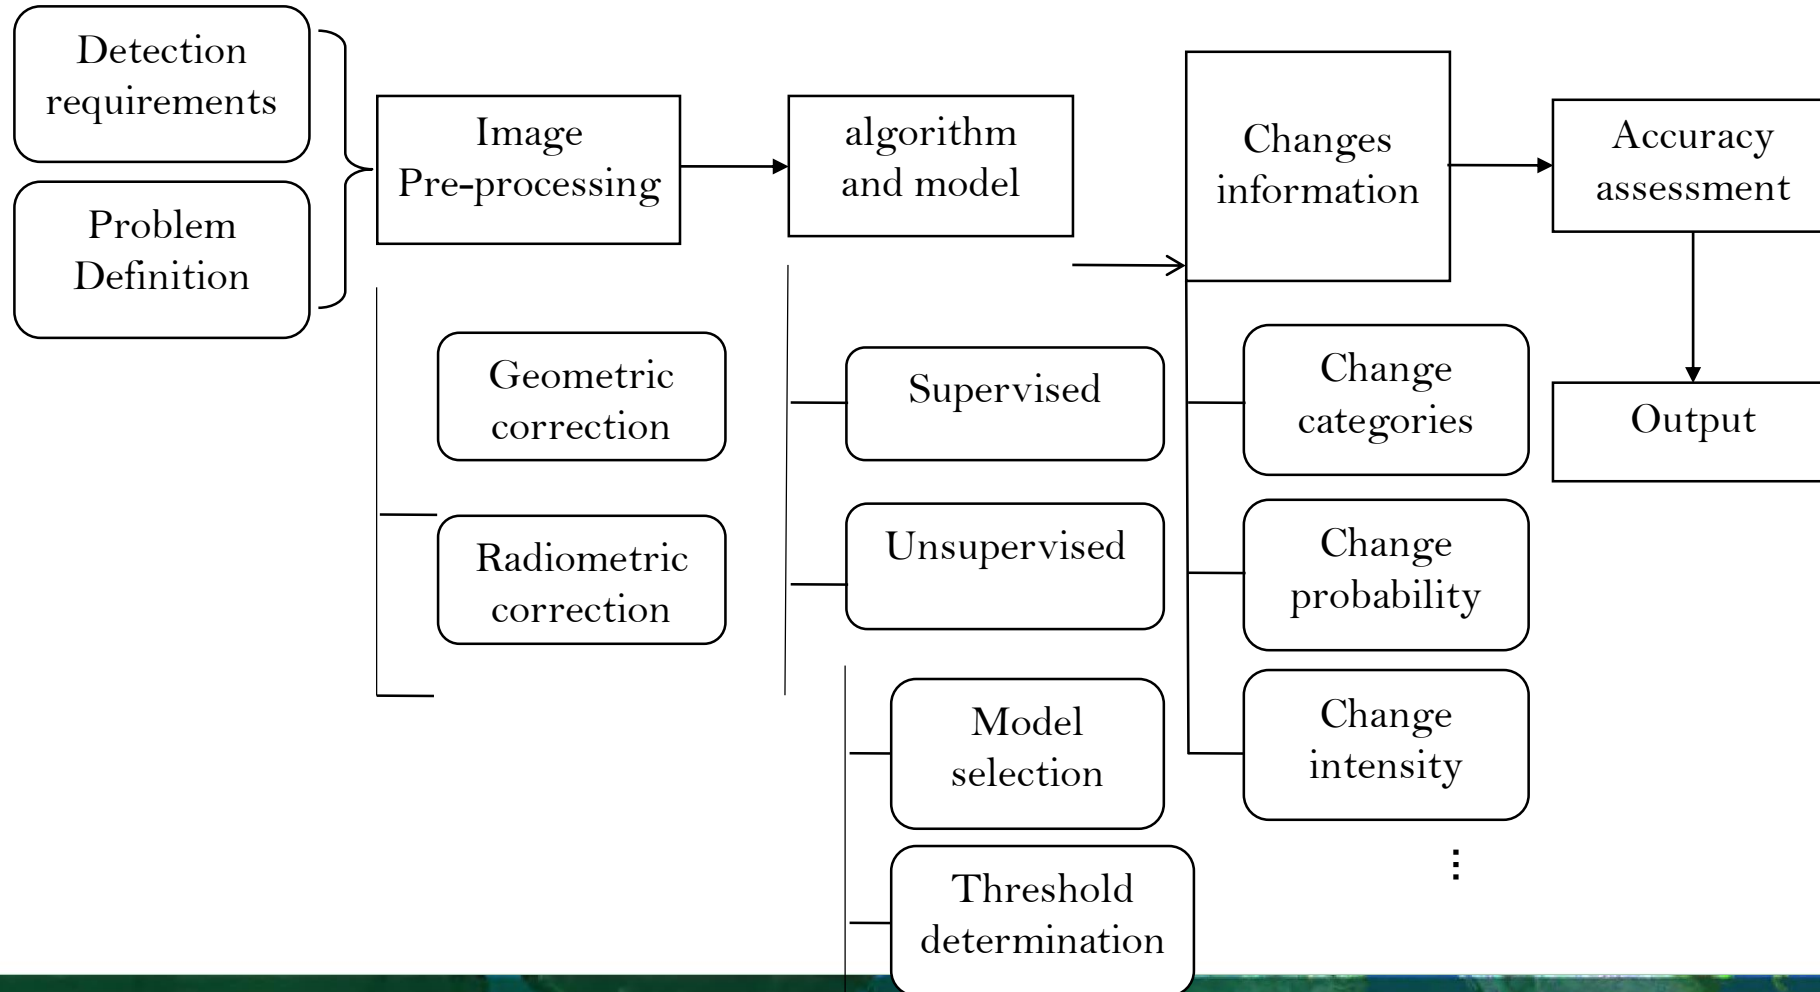 Detection
requirements
Problem
Definition
Image
Pre-processing
Geometric
correction
Radiometric
correction
algorithm
and model
Supervised
Unsupervised
Model
selection
Threshold
determination
Changes
information
Change
categories
Change
probability
Change
intensity
⋮
Accuracy
assessment
Output